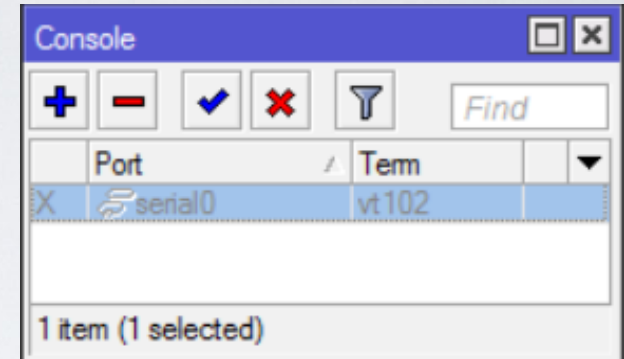 Console
Find
Port Term
X serial0 vt102
1 item (1 selected)